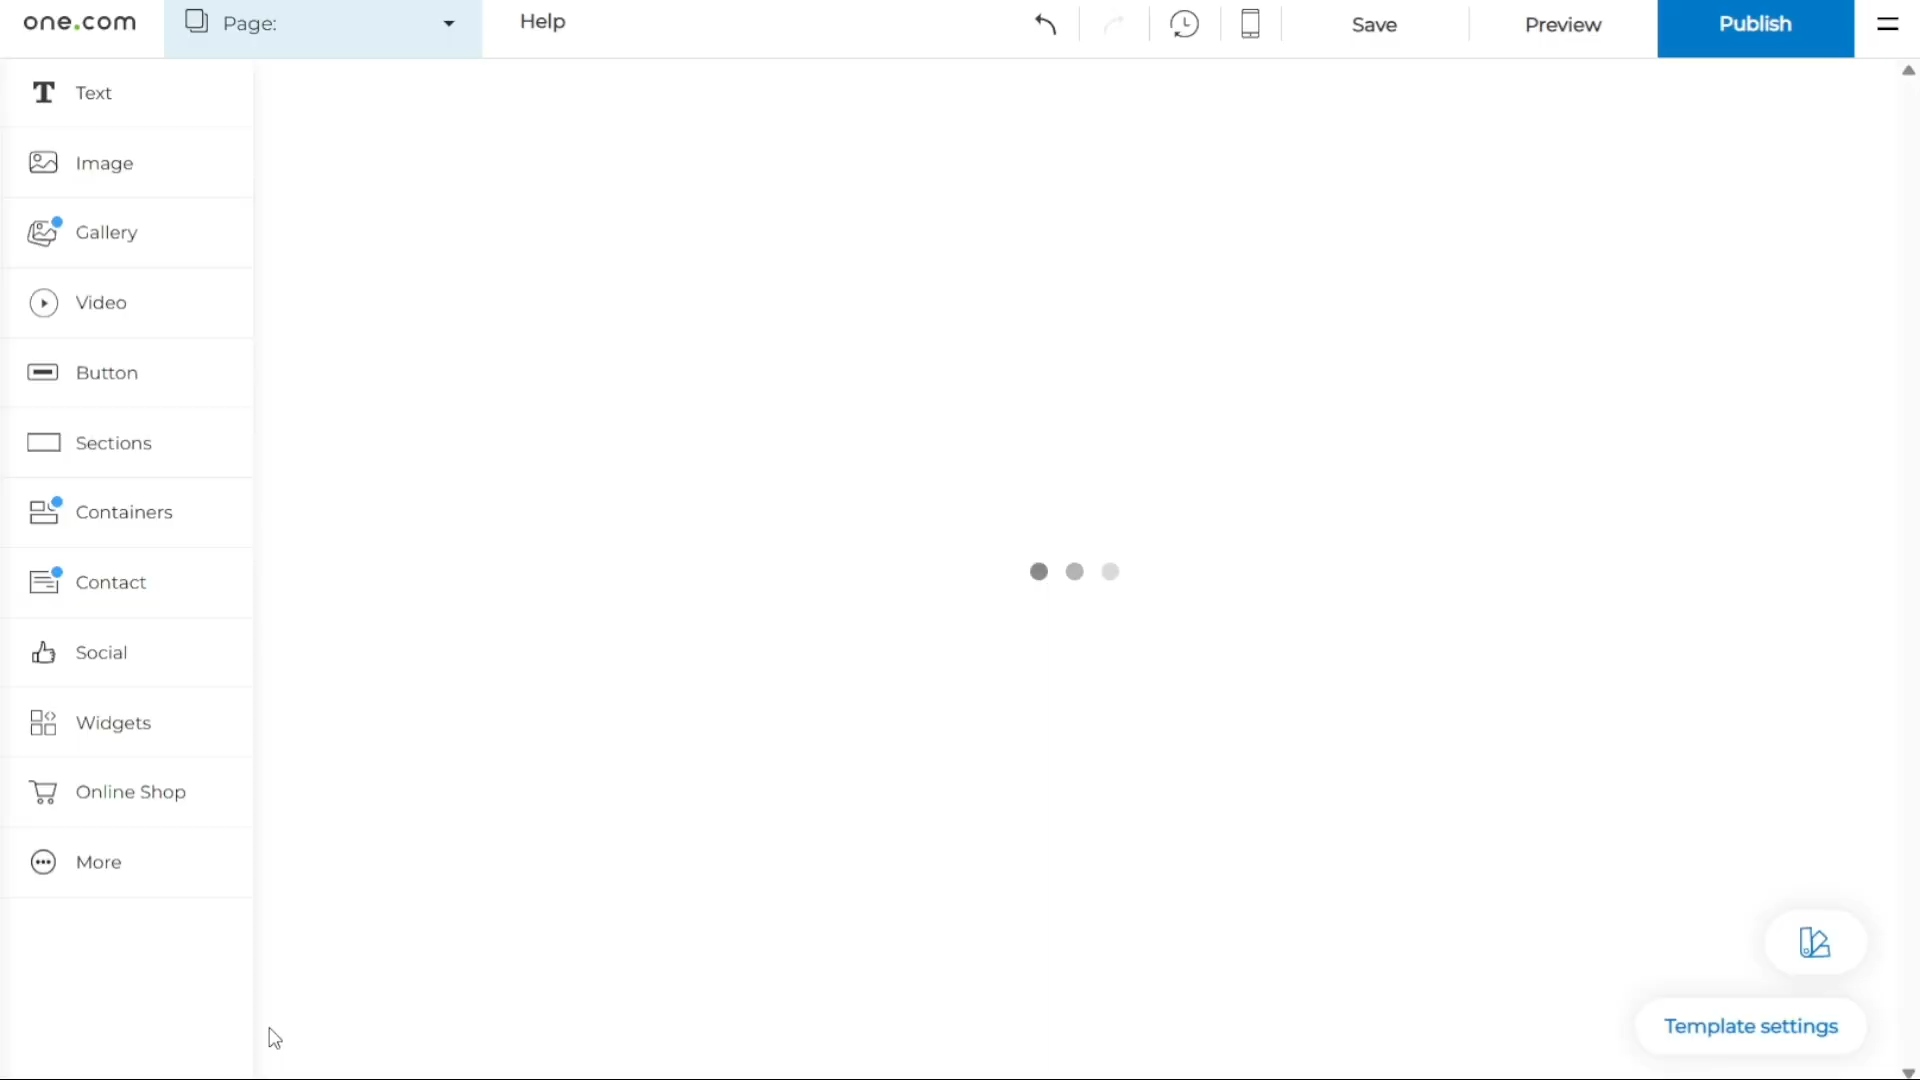 one.com
Page:
Help
Save
Preview
Publish
Text
Image
Gallery
Video
Button
Sections
Containers
Contact
Social
Widgets
Online Shop
More
Template settings